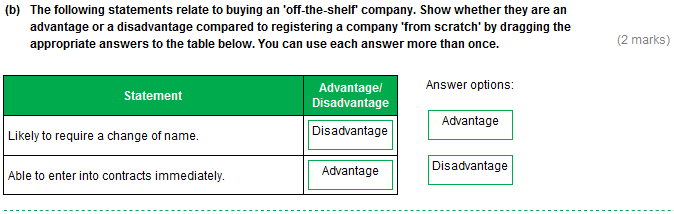 (b) The following statements relate to buying an 'off-the-shelf' company. Show whether they are an
advantage or a disadvantage compared to registering a company 'from scratch' by dragging the
appropriate answers to the table below. You can use each answer more than once.
(2 marks)
Statement
Advantage/
Disadvantage
Likely to require a change of name.
Disadvantage
Able to enter into contracts immediately.
Advantage
Answer options:
Advantage
Disadvantage